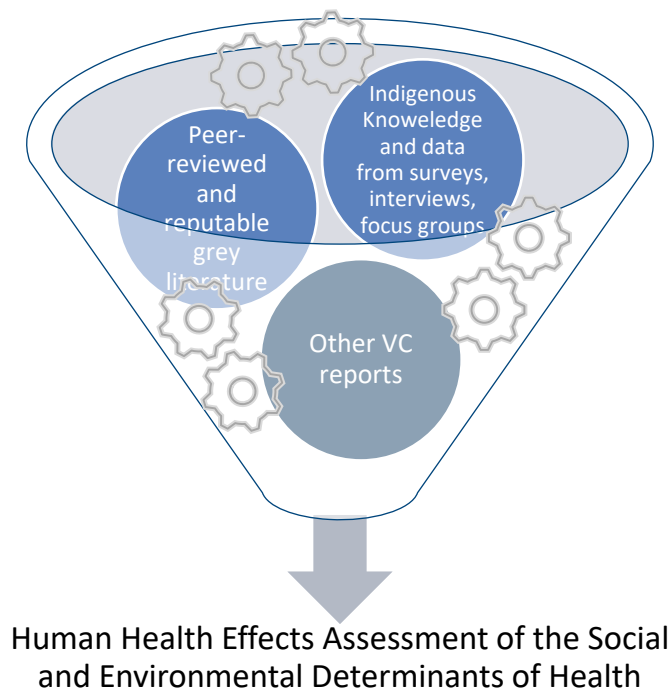 Peer-
reviewed
and
reputable
grey
literature
Indigenous
Knoweledge
and data
from surveys,
interviews,
focus groups
Other VC
reports
Human Health Effects Assessment of the Social
and Environmental Determinants of Health